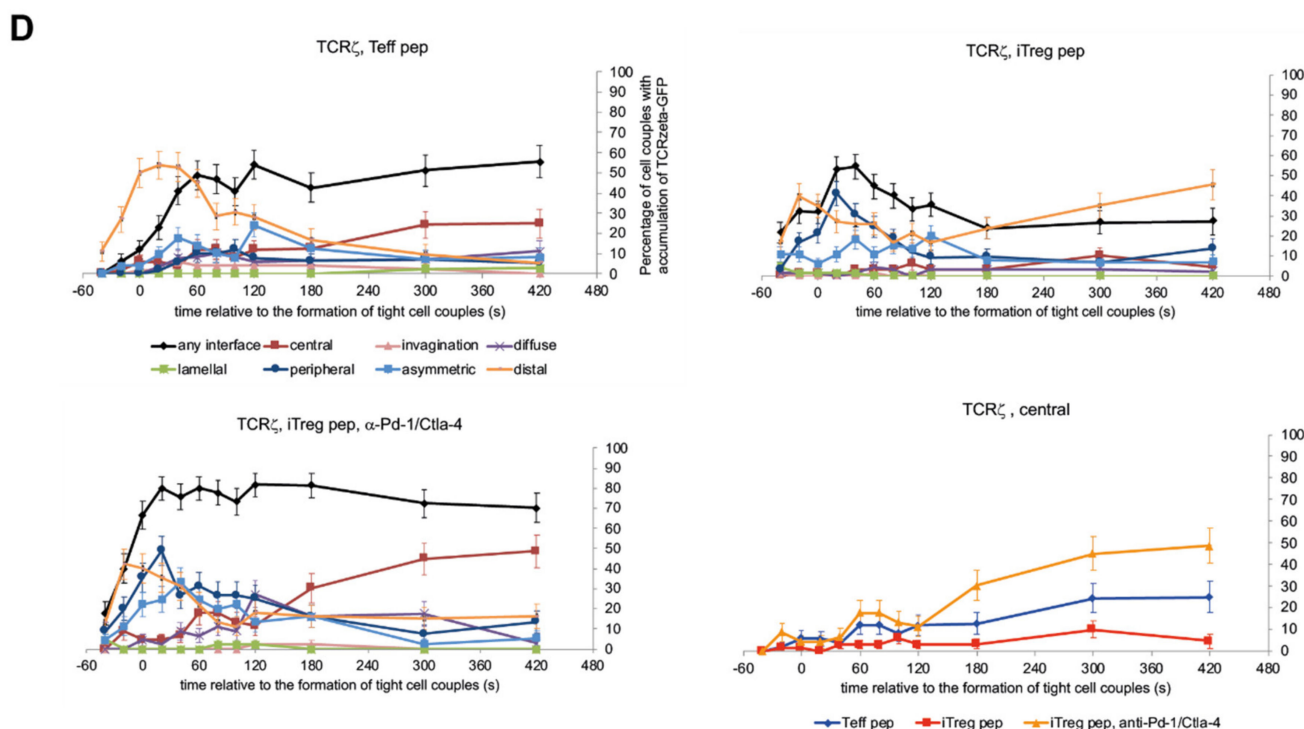 D
TCRζ, Teff pep
100
90
80
70
60
50
40
30
20
10
0
Percentage of cell couples with
accumulation of TCRzeta-GFP
-60 0 60 120 180 240 300 360 420 480
time relative to the formation of tight cell couples (s)
any interface central invagination diffuse
lamellal peripheral asymmetric distal
TCRζ, iTreg pep
100
90
80
70
60
50
40
30
20
10
0
-60 0 60 120 180 240 300 360 420 480
time relative to the formation of tight cell couples (s)
TCRζ, iTreg pep, α-Pd-1/Ctla-4
100
90
80
70
60
50
40
30
20
10
0
-60 0 60 120 180 240 300 360 420 480
time relative to the formation of tight cell couples (s)
TCRζ , central
100
90
80
70
60
50
40
30
20
10
0
-60 0 60 120 180 240 300 360 420 480
time relative to the formation of tight cell couples (s)
Teff pep iTreg pep iTreg pep, anti-Pd-1/Ctla-4